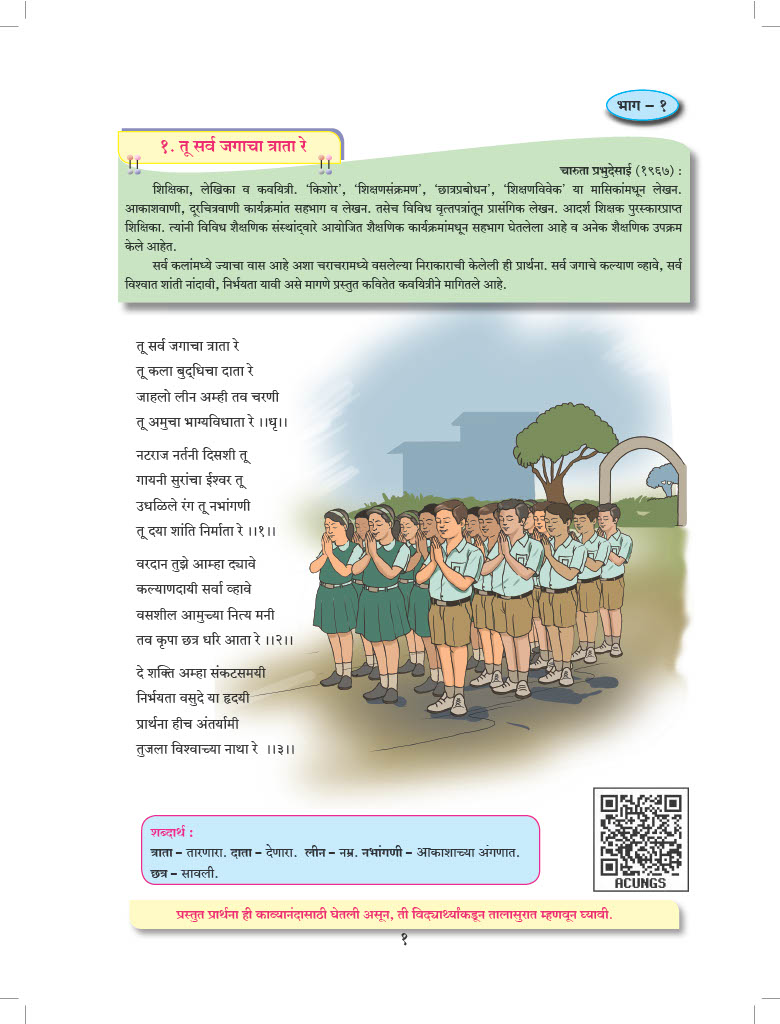 भाग – १
१. तू सर्व जगाचा त्राता रे
चारुता प्रभुदेसाई (१९६७) :
शिक्षिका, लेखिका व कवयित्री. ‘किशोर’, ‘शिक्षणसंक्रमण’, ‘छात्रप्रबोधन’, ‘शिक्षणविवेक’ या मासिकांमधून लेखन.
आकाशवाणी, दूरचित्रवाणी कार्यक्रमांत सहभाग व लेखन. तसेच विविध वृत्तपत्रांतून प्रासंगिक लेखन. आदर्श शिक्षक पुरस्कारप्राप्त
शिक्षिका. त्यांनी विविध शैक्षणिक संस्थांद्‌वारे आयोजित शैक्षणिक कार्यक्रमांमधून सहभाग घेतलेला आहे व अनेक शैक्षणिक उपक्रम
केले आहेत.
सर्व कलांमध्ये ज्याचा वास आहे अशा चराचरामध्ये वसलेल्या निराकाराची केलेली ही प्रार्थना. सर्व जगाचे कल्याण व्हावे, सर्व
विश्वात शांती नांदावी, निर्भयता यावी असे मागणे प्रस्तुत कवितेत कवयित्रीने मागितले आहे.
तू सर्व जगाचा त्राता रे
तू कला बुद्‌धिचा दाता रे
जाहलो लीन अम्ही तव चरणी
तू अमुचा भाग्यविधाता रे ।।धृ।।
नटराज नर्तनी दिसशी तू
गायनी सुरांचा ईश्वर तू
उधळिले रंग तू नभांगणी
तू दया शांति निर्माता रे ।।१।।
वरदान तुझे आम्हा द्यावे
कल्याणदायी सर्वा व्हावे
वसशील आमुच्या नित्य मनी
तव कृपा छत्र धरि आता रे ।।२।।
दे शक्ति अम्हा संकटसमयी
निर्भयता वसुदे या हृदयी
प्रार्थना हीच अंतर्यामी
तुजला विश्वाच्या नाथा रे ।।३।।
शब्दार्थ :
त्राता – तारणारा. दाता – देणारा. लीन – नम्र. नभांगणी – आकाशाच्या अंगणात.
छत्र – सावली.
ACUNGS
प्रस्तुत प्रार्थना ही काव्यानंदासाठी घेतली असून, ती विद्यार्थ्यांकडून तालासुरात म्हणवून घ्यावी.
१